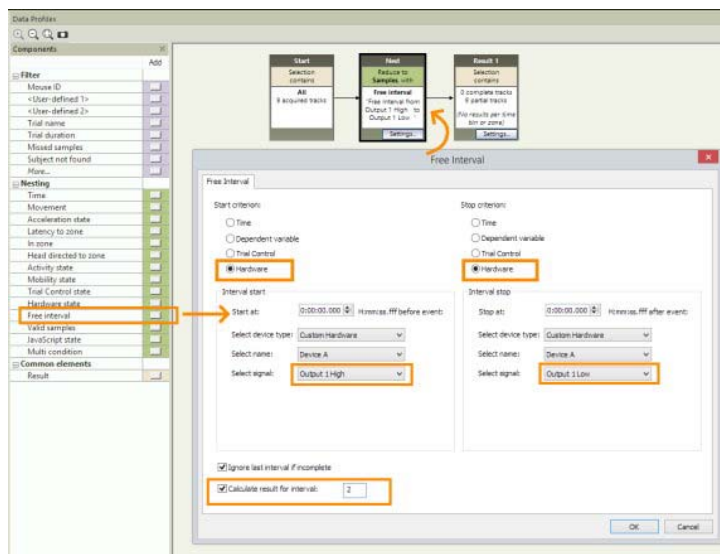 Data Profiles
Components
Add
Filter
Mouse ID
<User-defined 1>
<User-defined 2>
Trial name
Trial duration
Missed samples
Subject not found
More...
Nesting
Time
Movement
Acceleration state
Latency to zone
In zone
Head directed to zone
Activity state
Mobility state
Trial Control state
Hardware state
Free interval
Valid samples
JavaScript state
Multi condition
Common elements
Result
Start
Selection
contains
All
9 acquired tracks
Nest
Reduce to
Samples with
Free interval
'Free interval from
Output 1 High to
Output 1 Low '
Settings...
Result 1
Selection
contains
0 complete tracks
8 partial tracks
(No results per time
bin or zone)
Settings...
Free Interval
Free Interval
Start criterion:
Time
Dependent variable
Trial Control
Hardware
Interval start
Start at: 0:00:00.000 H:mm:ss.fff before event:
Select device type: Custom Hardware
Select name: Device A
Select signal: Output 1 High
Stop criterion:
Time
Dependent variable
Trial Control
Hardware
Interval stop
Stop at: 0:00:00.000 H:mm:ss.fff after event:
Select device type: Custom Hardware
Select name: Device A
Select signal: Output 1 Low
Ignore last interval if incomplete
Calculate result for interval: 2
OK Cancel